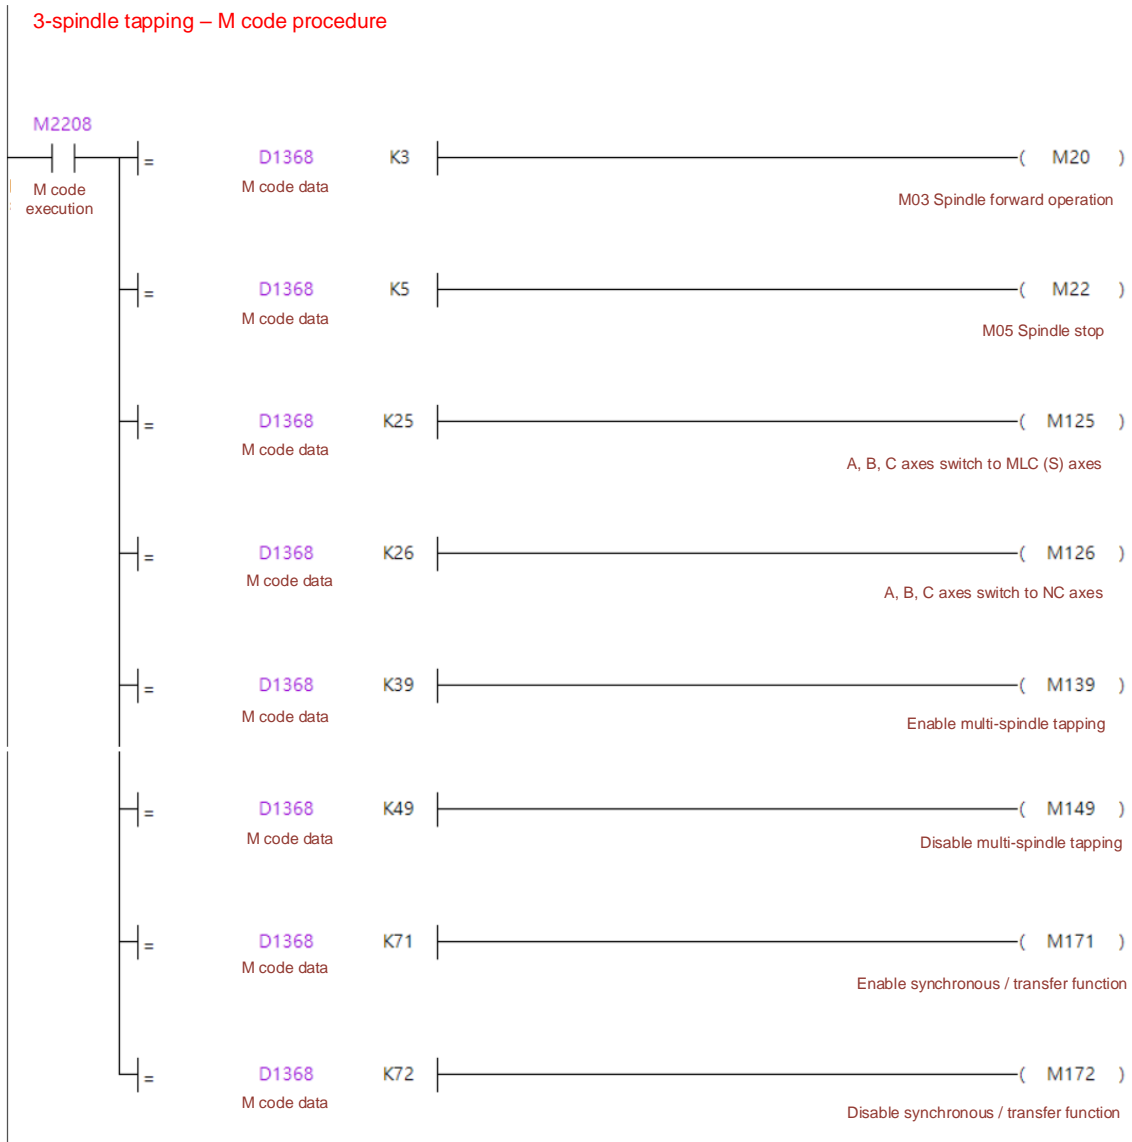 3-spindle tapping – M code procedure
M2208
= D1368 K3 ( M20 )
M code execution
M code data
M03 Spindle forward operation
= D1368 K5 ( M22 )
M code data
M05 Spindle stop
= D1368 K25 ( M125 )
M code data
A, B, C axes switch to MLC (S) axes
= D1368 K26 ( M126 )
M code data
A, B, C axes switch to NC axes
= D1368 K39 ( M139 )
M code data
Enable multi-spindle tapping
= D1368 K49 ( M149 )
M code data
Disable multi-spindle tapping
= D1368 K71 ( M171 )
M code data
Enable synchronous / transfer function
= D1368 K72 ( M172 )
M code data
Disable synchronous / transfer function